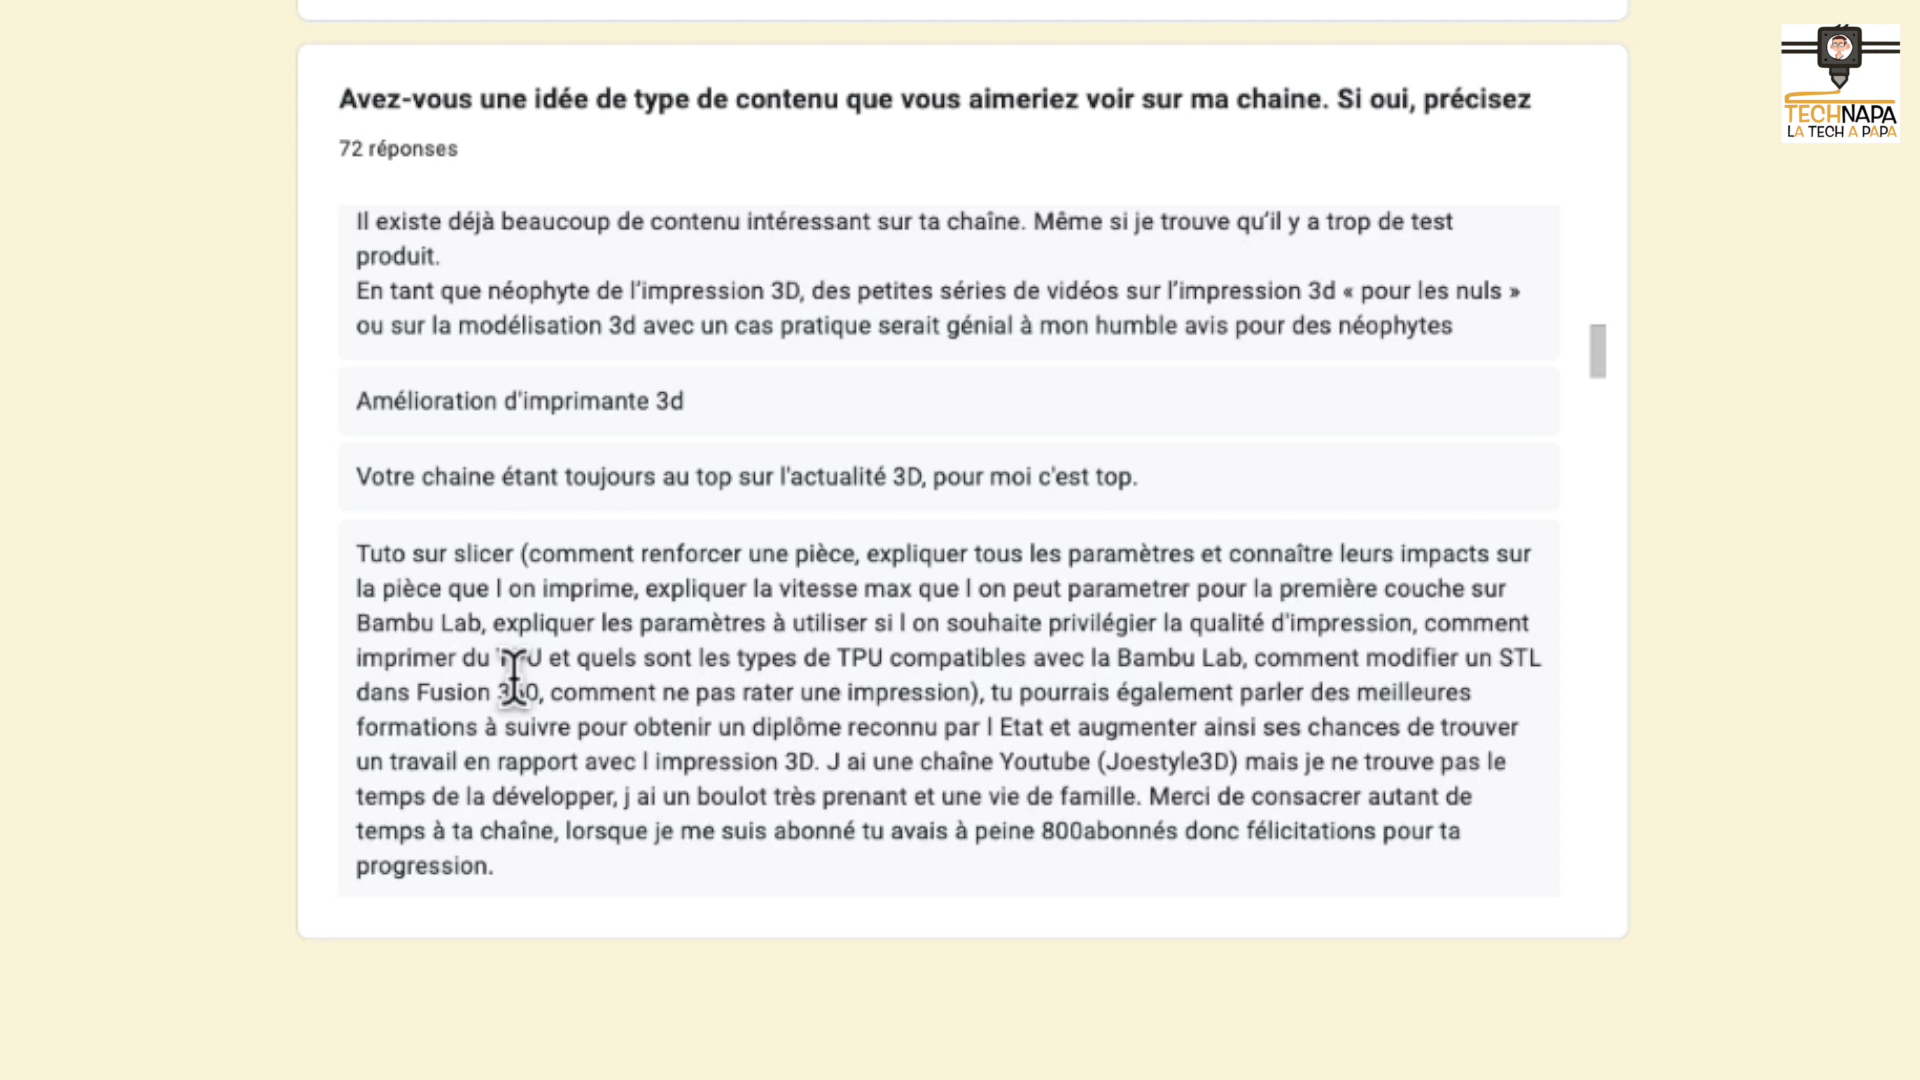 Avez-vous une idée de type de contenu que vous aimeriez voir sur ma chaine. Si oui, précisez
72 réponses
Il existe déjà beaucoup de contenu intéressant sur ta chaîne. Même si je trouve qu’il y a trop de test
produit.
En tant que néophyte de l’impression 3D, des petites séries de vidéos sur l’impression 3d « pour les nuls »
ou sur la modélisation 3d avec un cas pratique serait génial à mon humble avis pour des néophytes
Amélioration d'imprimante 3d
Votre chaine étant toujours au top sur l'actualité 3D, pour moi c'est top.
Tuto sur slicer (comment renforcer une pièce, expliquer tous les paramètres et connaître leurs impacts sur
la pièce que l on imprime, expliquer la vitesse max que l on peut parametrer pour la première couche sur
Bambu Lab, expliquer les paramètres à utiliser si l on souhaite privilégier la qualité d'impression, comment
imprimer du TPU et quels sont les types de TPU compatibles avec la Bambu Lab, comment modifier un STL
dans Fusion 360, comment ne pas rater une impression), tu pourrais également parler des meilleures
formations à suivre pour obtenir un diplôme reconnu par l Etat et augmenter ainsi ses chances de trouver
un travail en rapport avec l impression 3D. J ai une chaîne Youtube (Joestyle3D) mais je ne trouve pas le
temps de la développer, j ai un boulot très prenant et une vie de famille. Merci de consacrer autant de
temps à ta chaîne, lorsque je me suis abonné tu avais à peine 800abonnés donc félicitations pour ta
progression.
TECHNAPA
LA TECH A PAPA